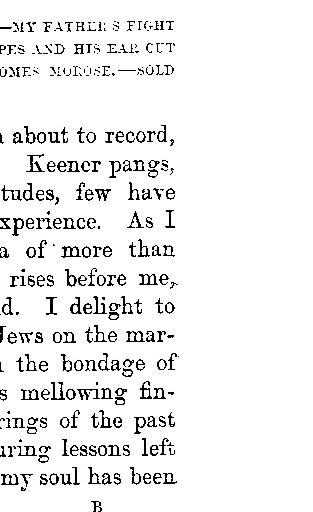 —MY FATHER'S FIGHT
PES AND HIS EAR CUT
OMES MOROSE.—SOLD
about to record,
Keener pangs,
tudes, few have
xperience. As I
a of more than
rises before me,
d. I delight to
Jews on the mar-
the bondage of
s mellowing fin-
rings of the past
uring lessons left
my soul has been
B